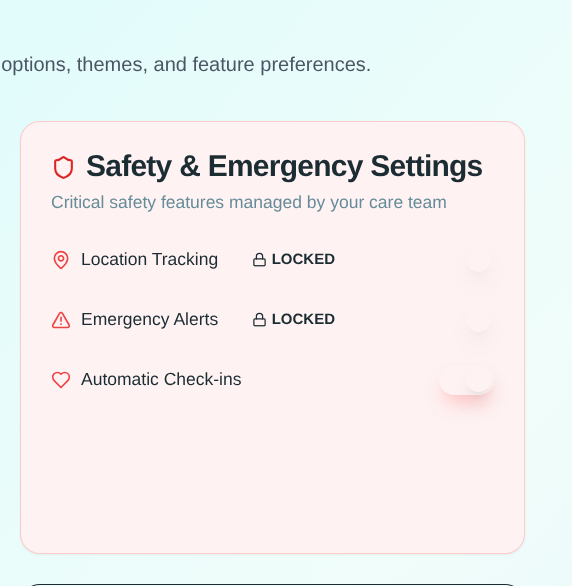 options, themes, and feature preferences.
Safety & Emergency Settings
Critical safety features managed by your care team
Location Tracking LOCKED
Emergency Alerts LOCKED
Automatic Check-ins